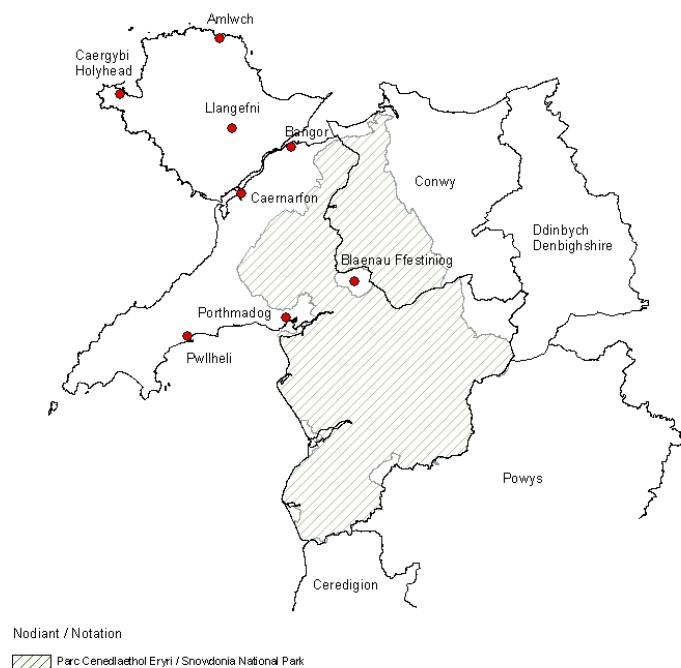 Amlwch
Caergybi
Holyhead
Llangefni
Bangor
Caernarfon
Conwy
Ddinbych
Denbighshire
Blaenau Ffestiniog
Porthmadog
Pwllheli
Powys
Ceredigion
Nodiant / Notation
Parc Cenedlaethol Eryri / Snowdonia National Park